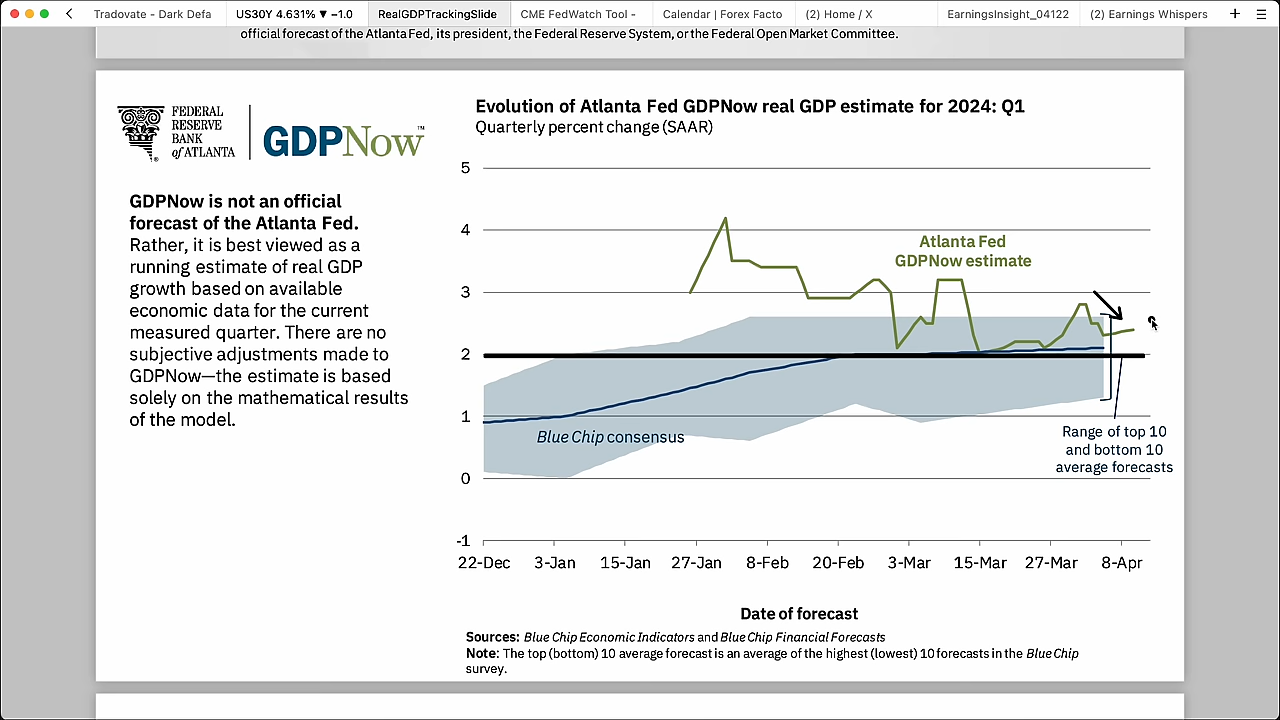 Tradovate - Dark Defa
US30Y 4.631% ▼ −1.0
RealGDPTrackingSlide
CME FedWatch Tool -
Calendar | Forex Facto
(2) Home / X
EarningsInsight_04122
(2) Earnings Whispers
official forecast of the Atlanta Fed, its president, the Federal Reserve System, or the Federal Open Market Committee.
FEDERAL
RESERVE
BANK
of ATLANTA
GDPNow™
GDPNow is not an official
forecast of the Atlanta Fed.
Rather, it is best viewed as a
running estimate of real GDP
growth based on available
economic data for the current
measured quarter. There are no
subjective adjustments made to
GDPNow—the estimate is based
solely on the mathematical results
of the model.
Evolution of Atlanta Fed GDPNow real GDP estimate for 2024: Q1
Quarterly percent change (SAAR)
5
4
3
2
1
0
-1
Atlanta Fed
GDPNow estimate
Blue Chip consensus
Range of top 10
and bottom 10
average forecasts
22-Dec
3-Jan
15-Jan
27-Jan
8-Feb
20-Feb
3-Mar
15-Mar
27-Mar
8-Apr
Date of forecast
Sources: Blue Chip Economic Indicators and Blue Chip Financial Forecasts
Note: The top (bottom) 10 average forecast is an average of the highest (lowest) 10 forecasts in the Blue Chip
survey.